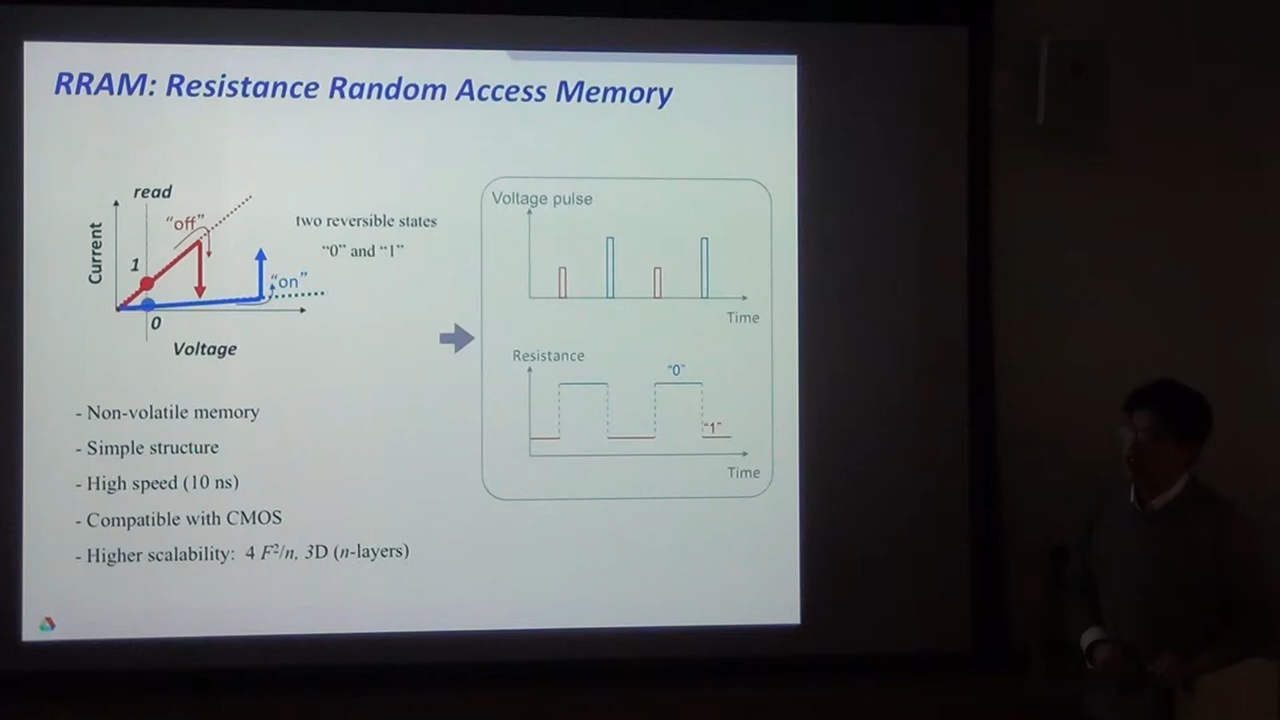 RRAM: Resistance Random Access Memory
read
"off"
Current
1
"on"
0
Voltage
two reversible states
"0" and "1"
Voltage pulse
Time
Resistance
"0"
"1"
Time
- Non-volatile memory
- Simple structure
- High speed (10 ns)
- Compatible with CMOS
- Higher scalability: 4 F²/n, 3D (n-layers)